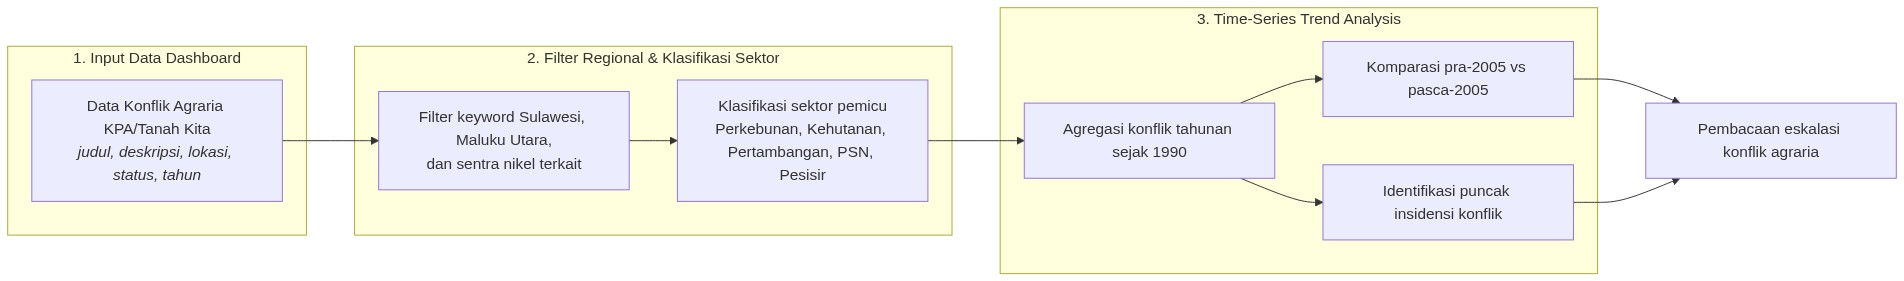 1. Input Data Dashboard
Data Konflik Agraria
KPA/Tanah Kita
judul, deskripsi, lokasi,
status, tahun
2. Filter Regional & Klasifikasi Sektor
Filter keyword Sulawesi,
Maluku Utara,
dan sentra nikel terkait
Klasifikasi sektor pemicu
Perkebunan, Kehutanan,
Pertambangan, PSN,
Pesisir
3. Time-Series Trend Analysis
Agregasi konflik tahunan
sejak 1990
Komparasi pra-2005 vs
pasca-2005
Identifikasi puncak
insidensi konflik
Pembacaan eskalasi
konflik agraria